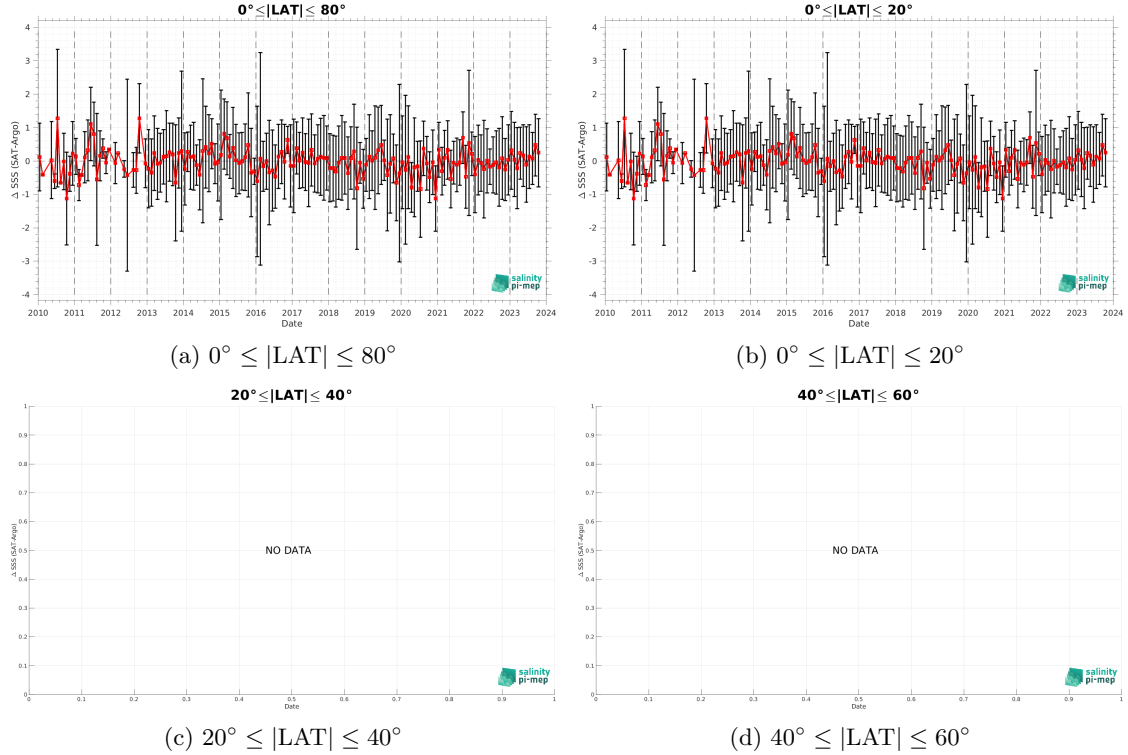 0°≤|LAT|≤ 80°
Δ SSS (SAT-Argo)
4
3
2
1
0
-1
-2
-3
-4
2010 2011 2012 2013 2014 2015 2016 2017 2018 2019 2020 2021 2022 2023 2024
Date
salinity
pi-mep
(a) 0° ≤ |LAT| ≤ 80°
0°≤|LAT|≤ 20°
Δ SSS (SAT-Argo)
4
3
2
1
0
-1
-2
-3
-4
2010 2011 2012 2013 2014 2015 2016 2017 2018 2019 2020 2021 2022 2023 2024
Date
salinity
pi-mep
(b) 0° ≤ |LAT| ≤ 20°
20°≤|LAT|≤ 40°
Δ SSS (SAT-Argo)
1
0.9
0.8
0.7
0.6
0.5
0.4
0.3
0.2
0.1
0
NO DATA
0 0.1 0.2 0.3 0.4 0.5 0.6 0.7 0.8 0.9 1
Date
salinity
pi-mep
(c) 20° ≤ |LAT| ≤ 40°
40°≤|LAT|≤ 60°
Δ SSS (SAT-Argo)
1
0.9
0.8
0.7
0.6
0.5
0.4
0.3
0.2
0.1
0
NO DATA
0 0.1 0.2 0.3 0.4 0.5 0.6 0.7 0.8 0.9 1
Date
salinity
pi-mep
(d) 40° ≤ |LAT| ≤ 60°